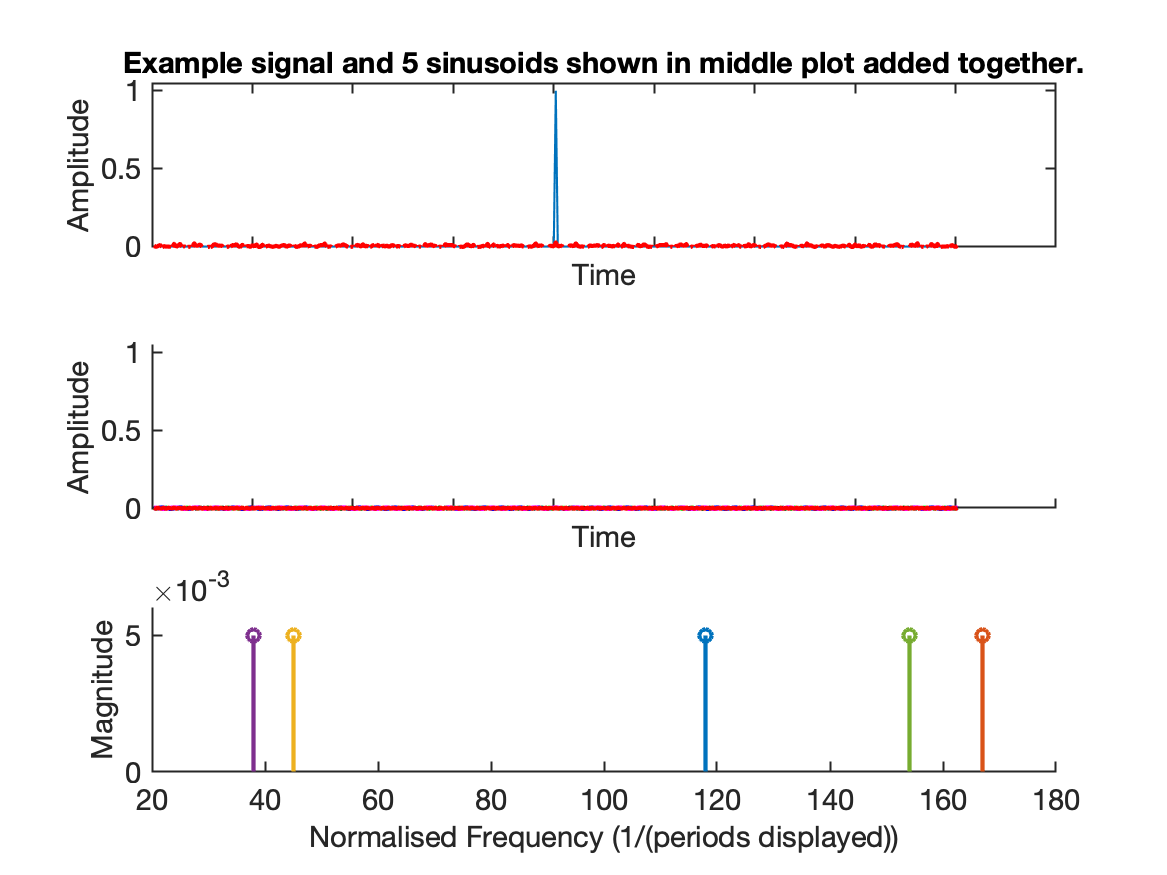 Example signal and 5 sinusoids shown in middle plot added together.
1
0.5
0
Amplitude
Time
1
0.5
0
Amplitude
Time
×10-3
5
0
Magnitude
20 40 60 80 100 120 140 160 180
Normalised Frequency (1/(periods displayed))